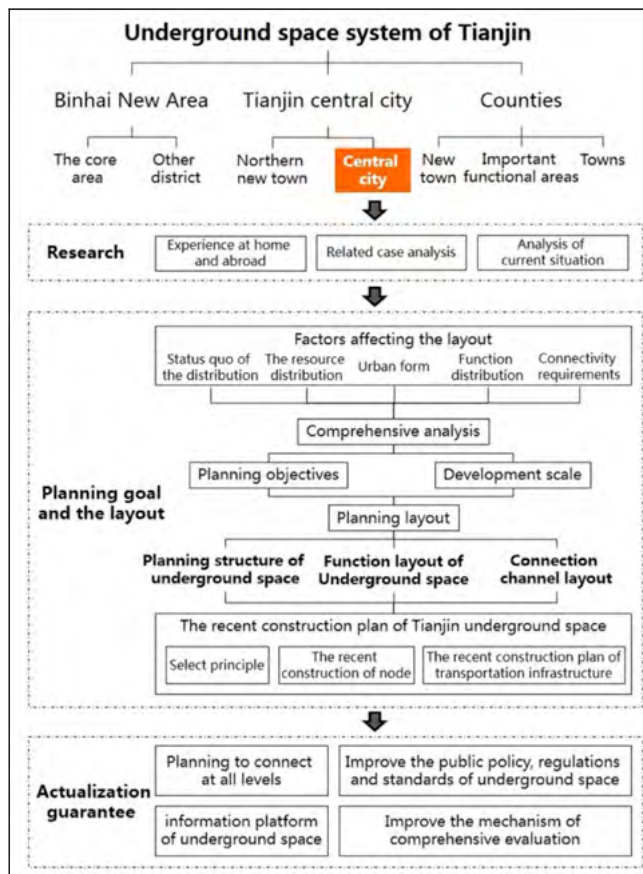 Underground space system of Tianjin
Binhai New Area
Tianjin central city
Counties
The core
area
Other
district
Northern
new town
Central
city
New
town
Important
functional areas
Towns
Research
Experience at home
and abroad
Related case analysis
Analysis of
current situation
Planning goal
and the layout
Factors affecting the layout
Status quo of
the distribution
The resource
distribution
Urban form
Function
distribution
Connectivity
requirements
Comprehensive analysis
Planning objectives
Development scale
Planning layout
Planning structure of
underground space
Function layout of
Underground space
Connection
channel layout
The recent construction plan of Tianjin underground space
Select principle
The recent
construction of node
The recent construction plan of
transportation infrastructure
Actualization
guarantee
Planning to connect
at all levels
Improve the public policy, regulations
and standards of underground space
information platform
of underground space
Improve the mechanism of
comprehensive evaluation